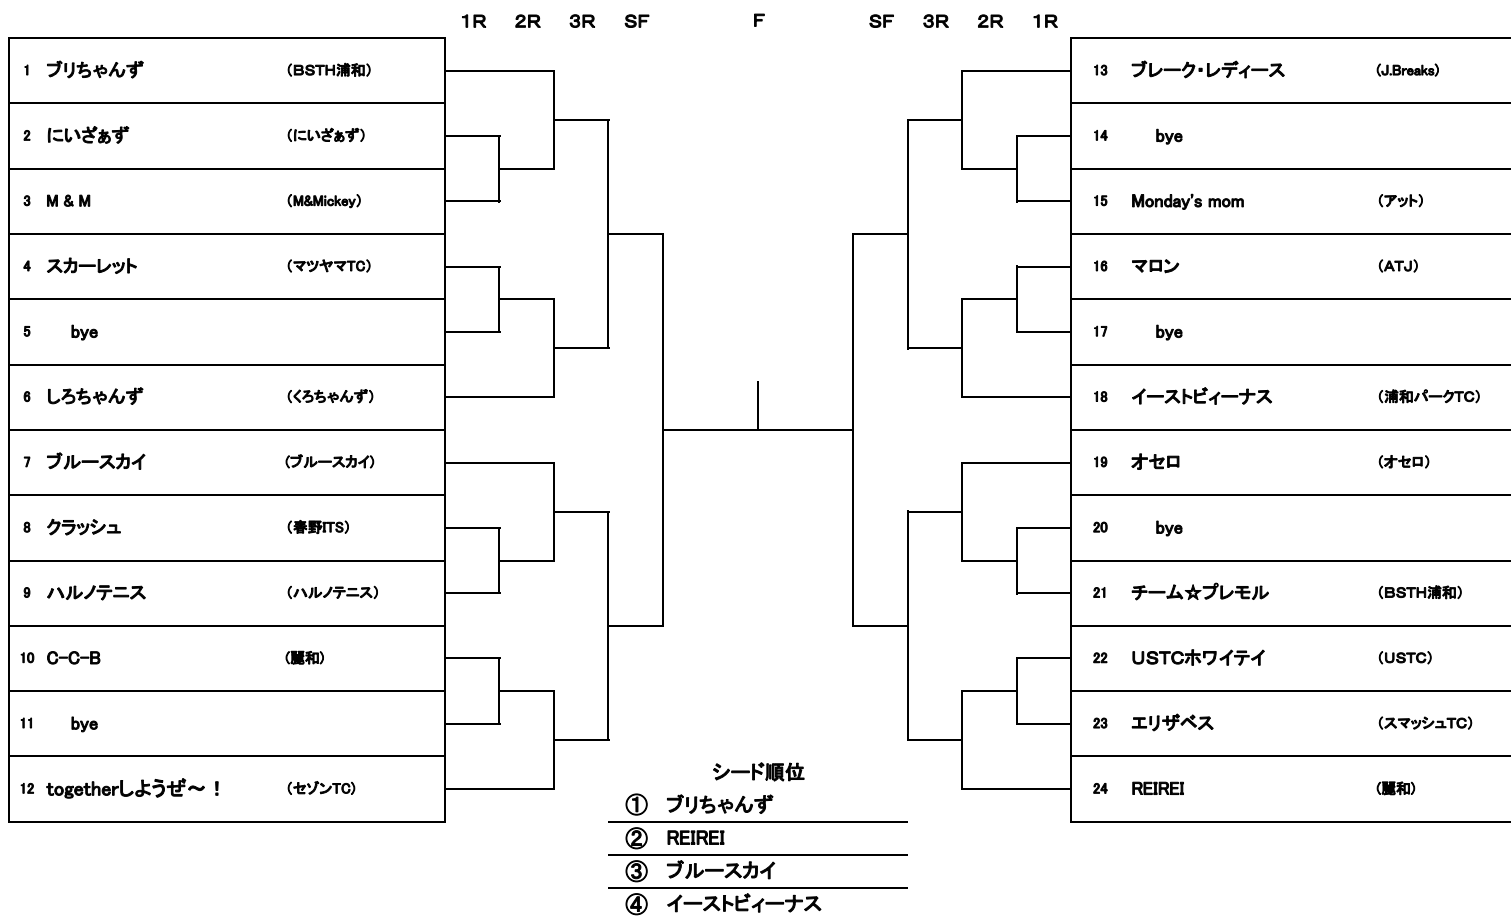 1R 2R 3R SF F SF 3R 2R 1R
1 ブリちゃんず (BSTH浦和)
2 にいざぁず (にいざぁず)
3 M & M (M&Mickey)
4 スカーレット (マツヤマTC)
5 bye
6 しろちゃんず (くろちゃんず)
7 ブルースカイ (ブルースカイ)
8 クラッシュ (春野ITS)
9 ハルノテニス (ハルノテニス)
10 C-C-B (麗和)
11 bye
12 togetherしようぜ～！ (セゾンTC)
13 ブレーク・レディース (J.Breaks)
14 bye
15 Monday's mom (アット)
16 マロン (ATJ)
17 bye
18 イーストビィーナス (浦和パークTC)
19 オセロ (オセロ)
20 bye
21 チーム☆プレモル (BSTH浦和)
22 USTCホワイテイ (USTC)
23 エリザベス (スマッシュTC)
24 REIREI (麗和)
シード順位
① ブリちゃんず
② REIREI
③ ブルースカイ
④ イーストビィーナス